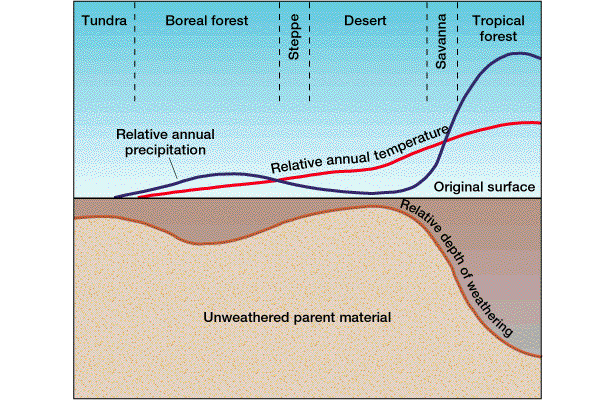 Tundra
Boreal forest
Steppe
Desert
Savanna
Tropical
forest
Relative annual
precipitation
Relative annual temperature
Original surface
Relative depth of weathering
Unweathered parent material